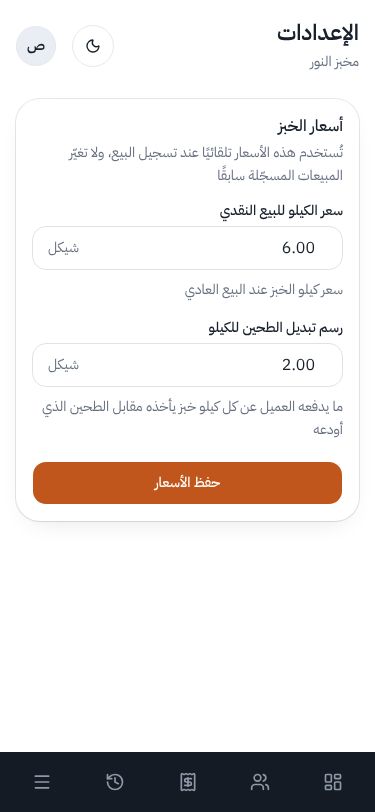 الإعدادات
مخبز النور
ص
أسعار الخبز
تُستخدم هذه الأسعار تلقائيًا عند تسجيل البيع، ولا تغيّر
المبيعات المسجّلة سابقًا
سعر الكيلو للبيع النقدي
6.00 شيكل
سعر كيلو الخبز عند البيع العادي
رسم تبديل الطحين للكيلو
2.00 شيكل
ما يدفعه العميل عن كل كيلو خبز يأخذه مقابل الطحين الذي
أودعه
حفظ الأسعار